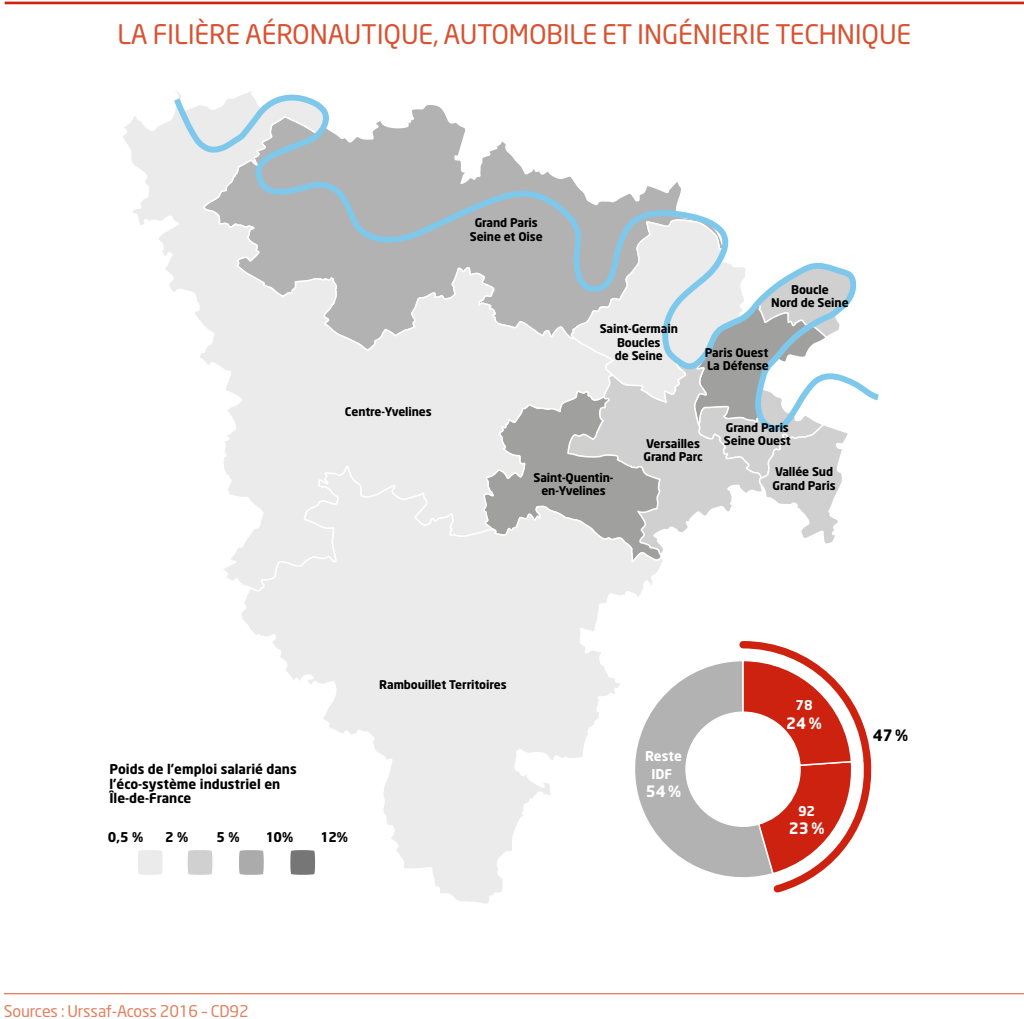 LA FILIÈRE AÉRONAUTIQUE, AUTOMOBILE ET INGÉNIERIE TECHNIQUE
Grand Paris
Seine et Oise
Boucle
Nord de Seine
Saint-Germain
Boucles
de Seine
Paris Ouest
La Défense
Centre-Yvelines
Grand Paris
Seine Ouest
Versailles
Grand Parc
Vallée Sud
Grand Paris
Saint-Quentin-
en-Yvelines
Rambouillet Territoires
78
24 %
47 %
Reste
IDF
54 %
92
23 %
Poids de l'emploi salarié dans
l'éco-système industriel en
Île-de-France
0,5 % 2 % 5 % 10% 12%
Sources : Urssaf-Acoss 2016 – CD92